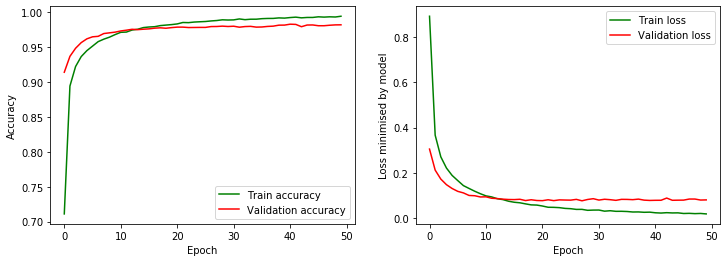 1.00
0.95
0.90
0.85
0.80
0.75
0.70
Accuracy
0 10 20 30 40 50
Epoch
Train accuracy
Validation accuracy
0.8
0.6
0.4
0.2
0.0
Loss minimised by model
0 10 20 30 40 50
Epoch
Train loss
Validation loss